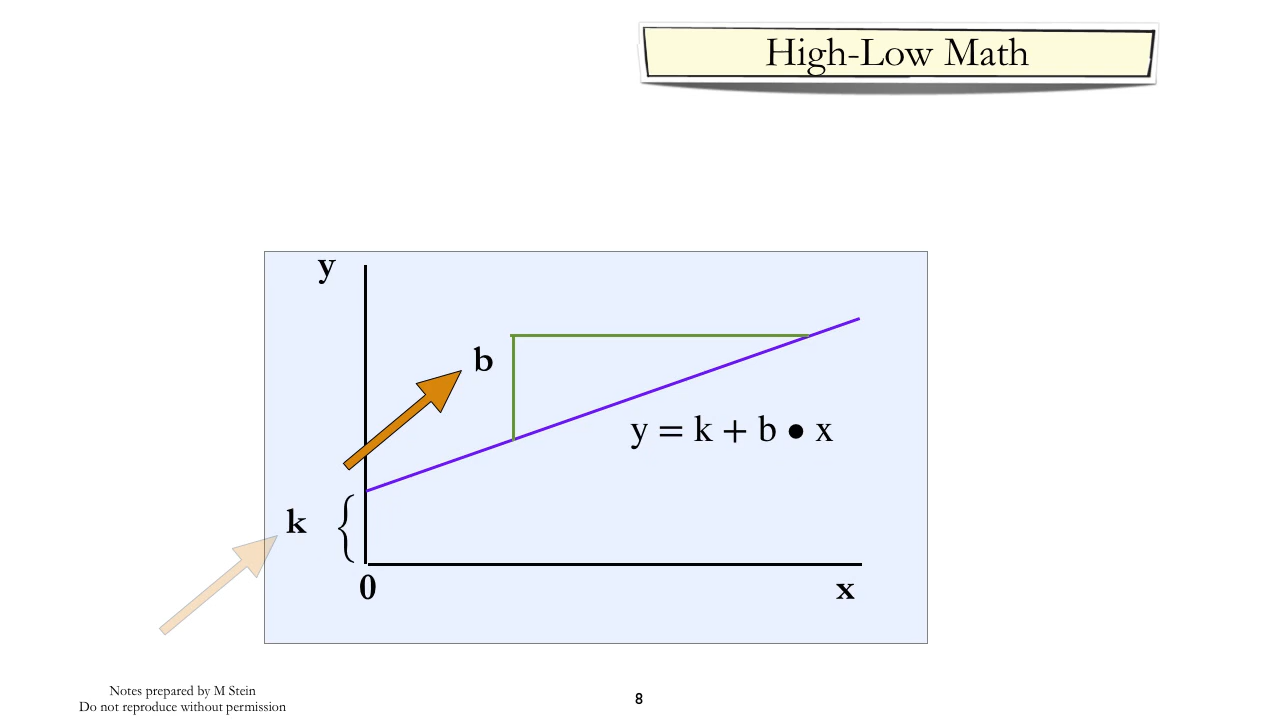 High-Low Math
y
b
y = k + b • x
k
{
0
x
Notes prepared by M Stein
Do not reproduce without permission
8